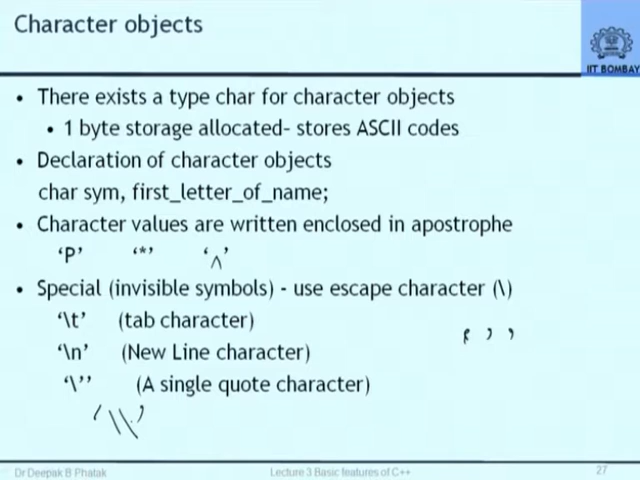 Character objects
IIT BOMBAY
• There exists a type char for character objects
• 1 byte storage allocated- stores ASCII codes
• Declaration of character objects
char sym, first_letter_of_name;
• Character values are written enclosed in apostrophe
‘P’ ‘*’ ‘^’
• Special (invisible symbols) - use escape character (\)
‘\t’ (tab character)
‘\n’ (New Line character)
‘\’’ (A single quote character)
‘ ’ ’
‘\\’
Dr Deepak B Phatak Lecture 3 Basic features of C++ 27